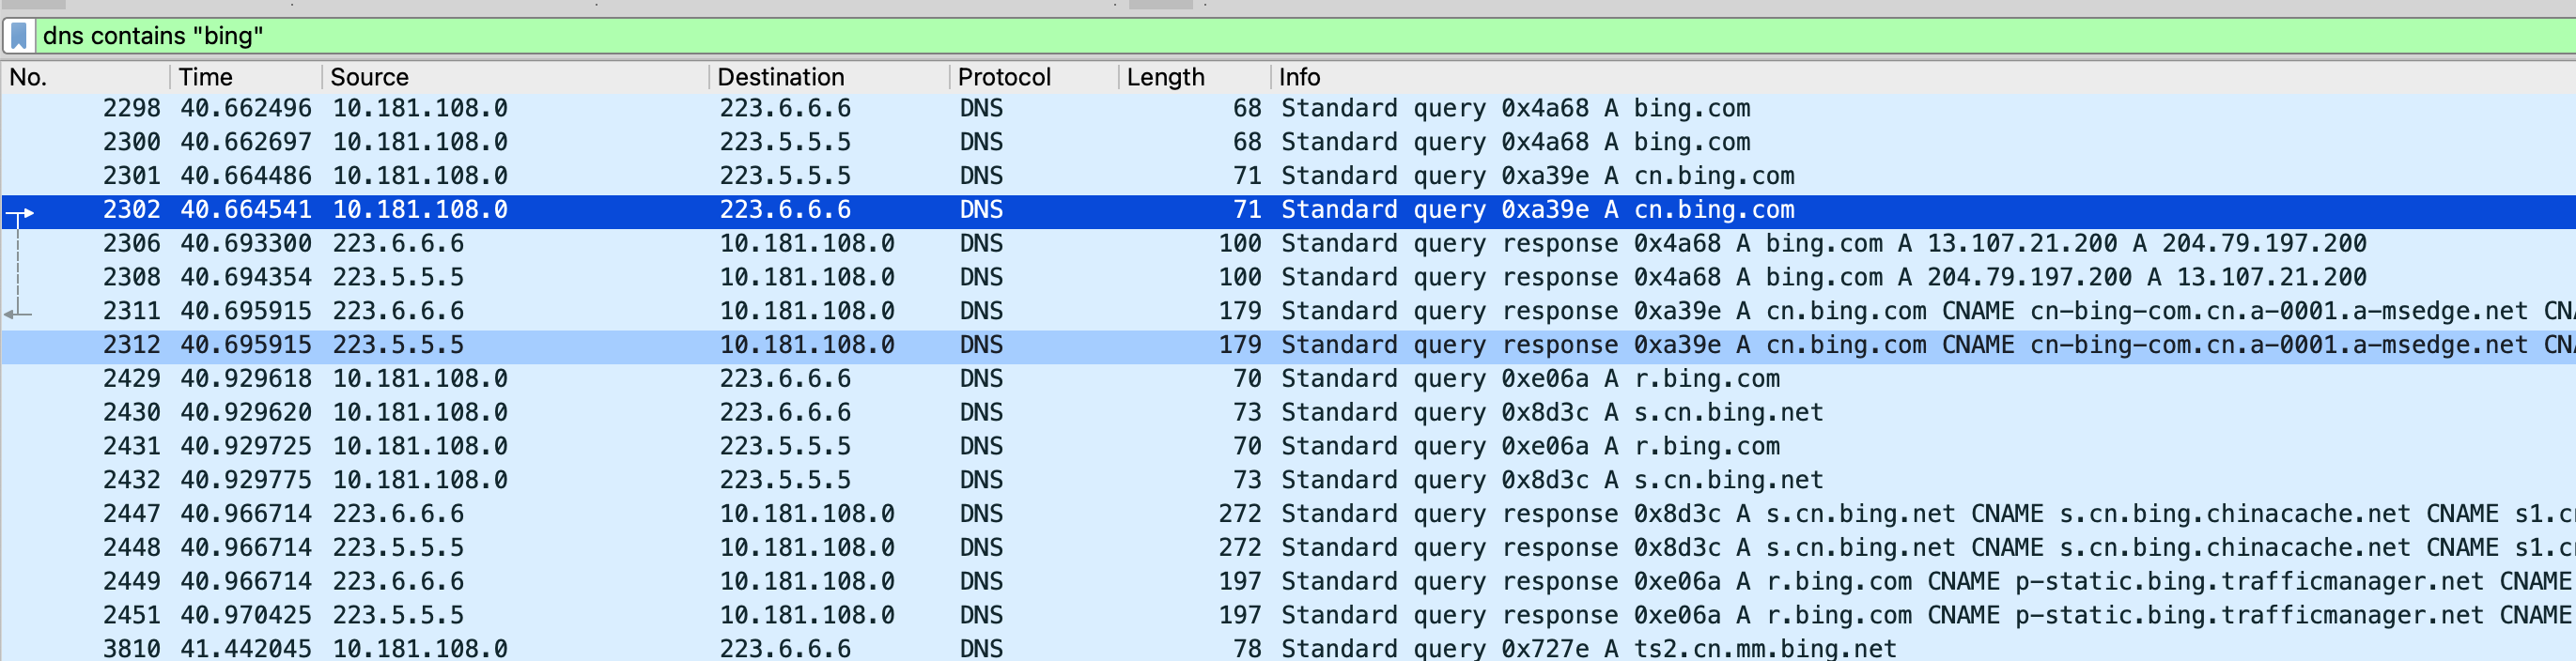 dns contains "bing"
No. Time Source Destination Protocol Length Info
2298 40.662496 10.181.108.0 223.6.6.6 DNS 68 Standard query 0x4a68 A bing.com
2300 40.662697 10.181.108.0 223.5.5.5 DNS 68 Standard query 0x4a68 A bing.com
2301 40.664486 10.181.108.0 223.5.5.5 DNS 71 Standard query 0xa39e A cn.bing.com
2302 40.664541 10.181.108.0 223.6.6.6 DNS 71 Standard query 0xa39e A cn.bing.com
2306 40.693300 223.6.6.6 10.181.108.0 DNS 100 Standard query response 0x4a68 A bing.com A 13.107.21.200 A 204.79.197.200
2308 40.694354 223.5.5.5 10.181.108.0 DNS 100 Standard query response 0x4a68 A bing.com A 204.79.197.200 A 13.107.21.200
2311 40.695915 223.6.6.6 10.181.108.0 DNS 179 Standard query response 0xa39e A cn.bing.com CNAME cn-bing-com.cn.a-0001.a-msedge.net
2312 40.695915 223.5.5.5 10.181.108.0 DNS 179 Standard query response 0xa39e A cn.bing.com CNAME cn-bing-com.cn.a-0001.a-msedge.net
2429 40.929618 10.181.108.0 223.6.6.6 DNS 70 Standard query 0xe06a A r.bing.com
2430 40.929620 10.181.108.0 223.6.6.6 DNS 73 Standard query 0x8d3c A s.cn.bing.net
2431 40.929725 10.181.108.0 223.5.5.5 DNS 70 Standard query 0xe06a A r.bing.com
2432 40.929775 10.181.108.0 223.5.5.5 DNS 73 Standard query 0x8d3c A s.cn.bing.net
2447 40.966714 223.6.6.6 10.181.108.0 DNS 272 Standard query response 0x8d3c A s.cn.bing.net CNAME s.cn.bing.chinacache.net CNAME
2448 40.966714 223.5.5.5 10.181.108.0 DNS 272 Standard query response 0x8d3c A s.cn.bing.net CNAME s.cn.bing.chinacache.net CNAME
2449 40.966714 223.6.6.6 10.181.108.0 DNS 197 Standard query response 0xe06a A r.bing.com CNAME p-static.bing.trafficmanager.net CNAME
2451 40.970425 223.5.5.5 10.181.108.0 DNS 197 Standard query response 0xe06a A r.bing.com CNAME p-static.bing.trafficmanager.net CNAME
3810 41.442045 10.181.108.0 223.6.6.6 DNS 78 Standard query 0x727e A ts2.cn.mm.bing.net